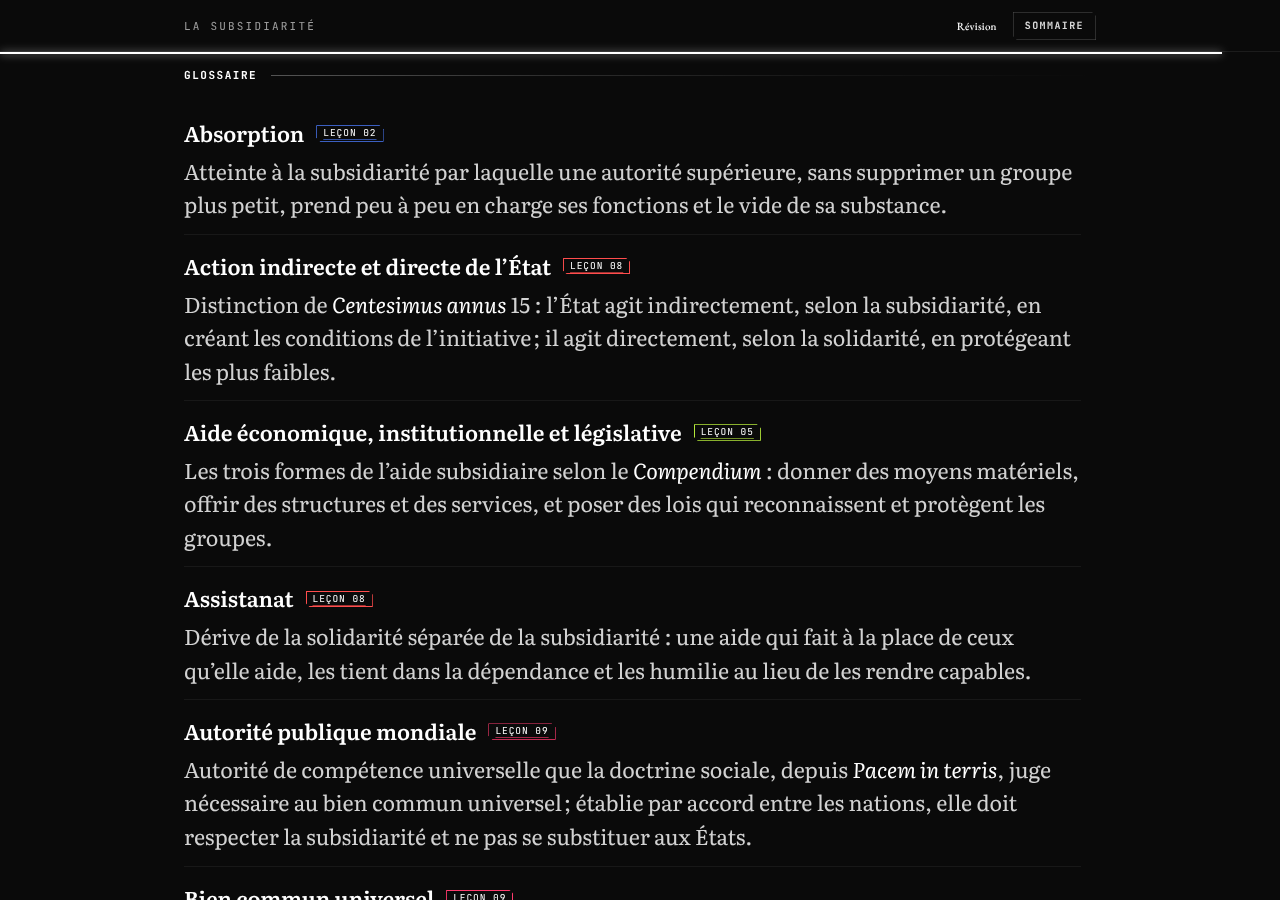 LA SUBSIDIARITÉ
Révision
SOMMAIRE
GLOSSAIRE
Absorption LEÇON 02
Atteinte à la subsidiarité par laquelle une autorité supérieure, sans supprimer un groupe
plus petit, prend peu à peu en charge ses fonctions et le vide de sa substance.
Action indirecte et directe de l’État LEÇON 08
Distinction de Centesimus annus 15 : l’État agit indirectement, selon la subsidiarité, en
créant les conditions de l’initiative ; il agit directement, selon la solidarité, en protégeant
les plus faibles.
Aide économique, institutionnelle et législative LEÇON 05
Les trois formes de l’aide subsidiaire selon le Compendium : donner des moyens matériels,
offrir des structures et des services, et poser des lois qui reconnaissent et protègent les
groupes.
Assistanat LEÇON 08
Dérive de la solidarité séparée de la subsidiarité : une aide qui fait à la place de ceux
qu’elle aide, les tient dans la dépendance et les humilie au lieu de les rendre capables.
Autorité publique mondiale LEÇON 09
Autorité de compétence universelle que la doctrine sociale, depuis Pacem in terris, juge
nécessaire au bien commun universel ; établie par accord entre les nations, elle doit
respecter la subsidiarité et ne pas se substituer aux États.
Bien commun universel LEÇON 09